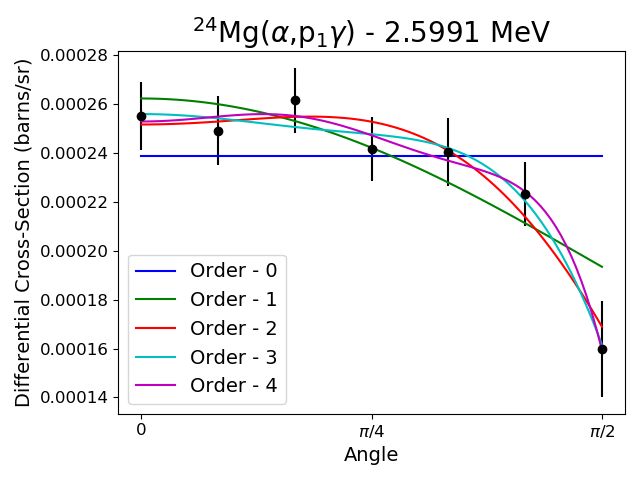 ²⁴Mg(α,p₁γ) - 2.5991 MeV
Differential Cross-Section (barns/sr)
0.00028
0.00026
0.00024
0.00022
0.00020
0.00018
0.00016
0.00014
Order - 0
Order - 1
Order - 2
Order - 3
Order - 4
0 π/4 π/2
Angle